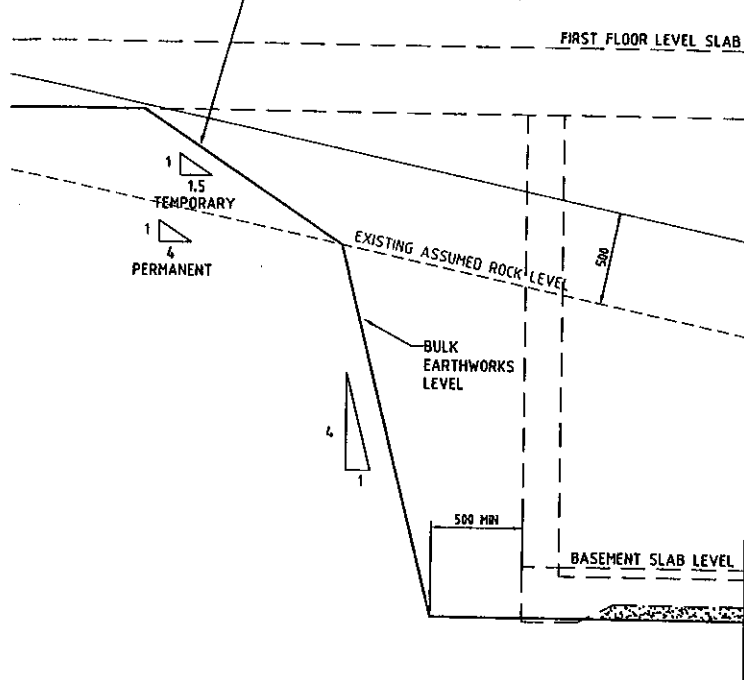 FIRST FLOOR LEVEL SLAB
1
1.5
TEMPORARY
1
4
PERMANENT
EXISTING ASSUMED ROCK LEVEL
500
BULK
EARTHWORKS
LEVEL
4
1
500 MIN
BASEMENT SLAB LEVEL